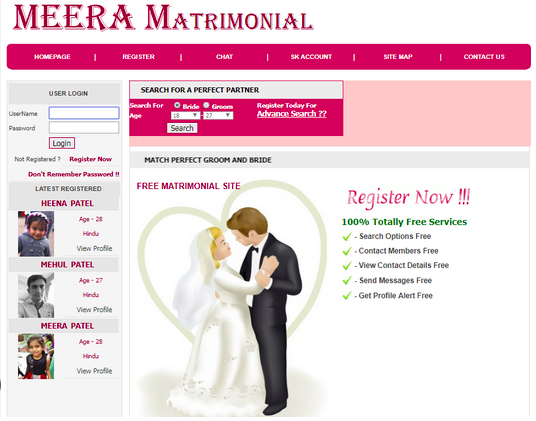 MEERA MATRIMONIAL
HOMEPAGE | REGISTER | CHAT | SK ACCOUNT | SITE MAP | CONTACT US
USER LOGIN
UserName
Password
Login
Not Registered ? Register Now
Don't Remember Password !!
LATEST REGISTERED
HEENA PATEL
Age - 28
Hindu
View Profile
MEHUL PATEL
Age - 27
Hindu
View Profile
MEERA PATEL
Age - 28
Hindu
View Profile
SEARCH FOR A PERFECT PARTNER
Search For Bride Groom Register Today For
Age 18 - 27 Advance Search ??
Search
MATCH PERFECT GROOM AND BRIDE
FREE MATRIMONIAL SITE
Register Now !!!
100% Totally Free Services
- Search Options Free
- Contact Members Free
- View Contact Details Free
- Send Messages Free
- Get Profile Alert Free